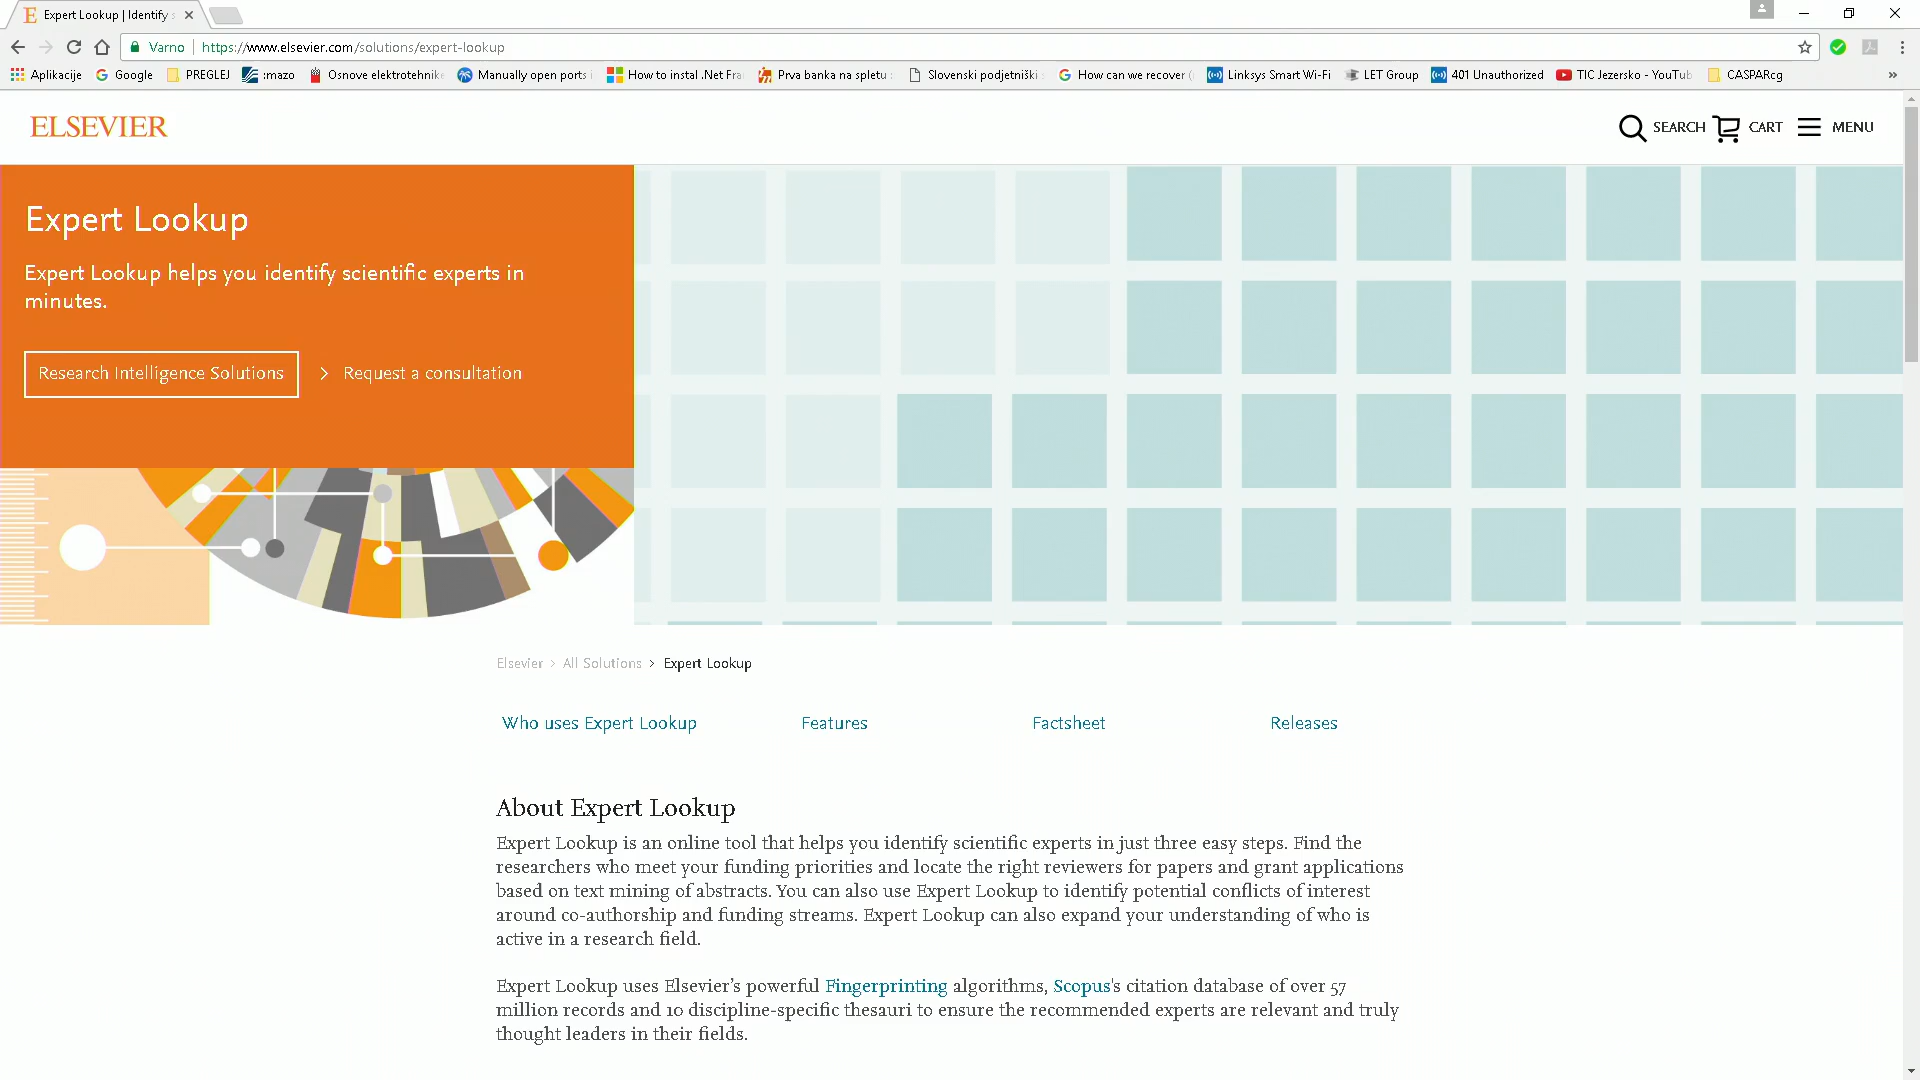 Expert Lookup | Identify s
Varno https://www.elsevier.com/solutions/expert-lookup
Aplikacije Google PREGLEJ :mazo Osnove elektrotehnike Manually open ports i How to instal .Net Fra Prva banka na spletu Slovenski podjetniški How can we recover ( Linksys Smart Wi-Fi LET Group 401 Unauthorized TIC Jezersko - YouTub CASPARcg »
ELSEVIER
SEARCH CART MENU
Expert Lookup
Expert Lookup helps you identify scientific experts in
minutes.
Research Intelligence Solutions > Request a consultation
Elsevier > All Solutions > Expert Lookup
Who uses Expert Lookup Features Factsheet Releases
About Expert Lookup
Expert Lookup is an online tool that helps you identify scientific experts in just three easy steps. Find the
researchers who meet your funding priorities and locate the right reviewers for papers and grant applications
based on text mining of abstracts. You can also use Expert Lookup to identify potential conflicts of interest
around co-authorship and funding streams. Expert Lookup can also expand your understanding of who is
active in a research field.
Expert Lookup uses Elsevier's powerful Fingerprinting algorithms, Scopus's citation database of over 57
million records and 10 discipline-specific thesauri to ensure the recommended experts are relevant and truly
thought leaders in their fields.